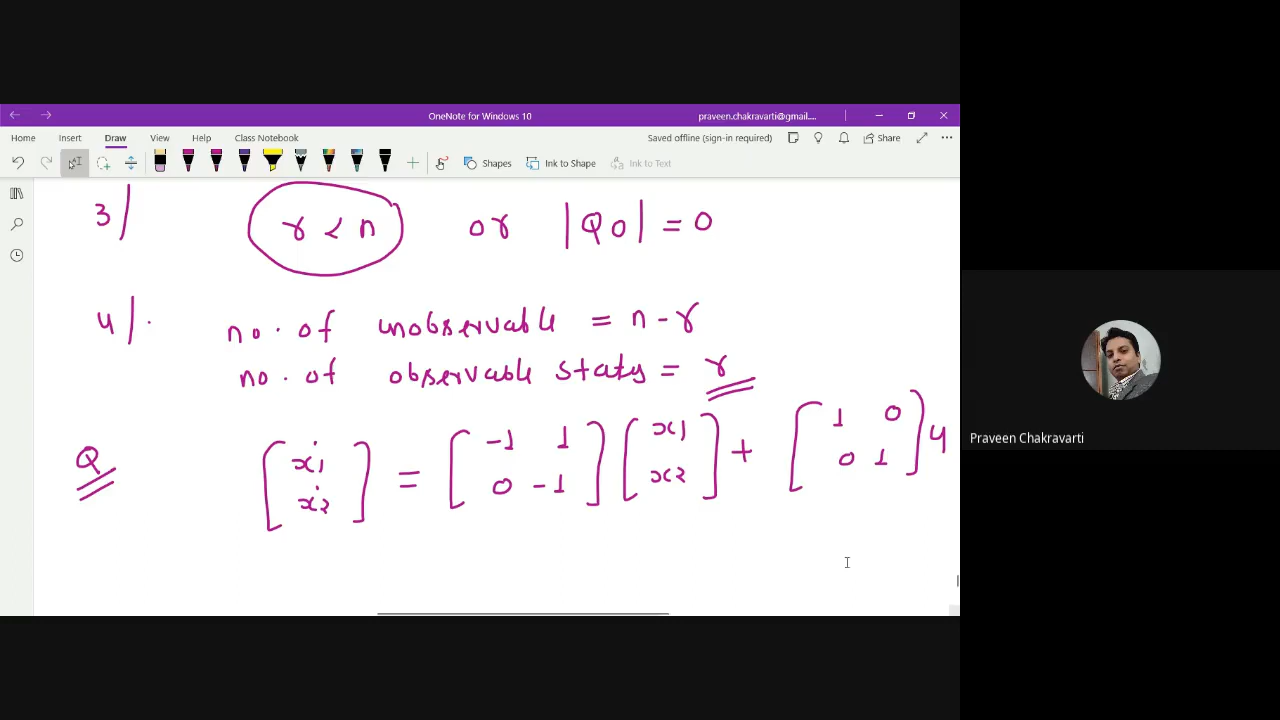 OneNote for Windows 10
praveen.chakravarti@gmail....
Home Insert Draw View Help Class Notebook
Saved offline (sign-in required) Share
Shapes Ink to Shape Ink to Text
3| r < n or |Q0| = 0
4|. no. of unobservable = n - r
no. of observable states = r
Q [ẋ1 ẋ2] = [-1 1 0 -1] [x1 x2] + [1 0 0 1] u
Praveen Chakravarti